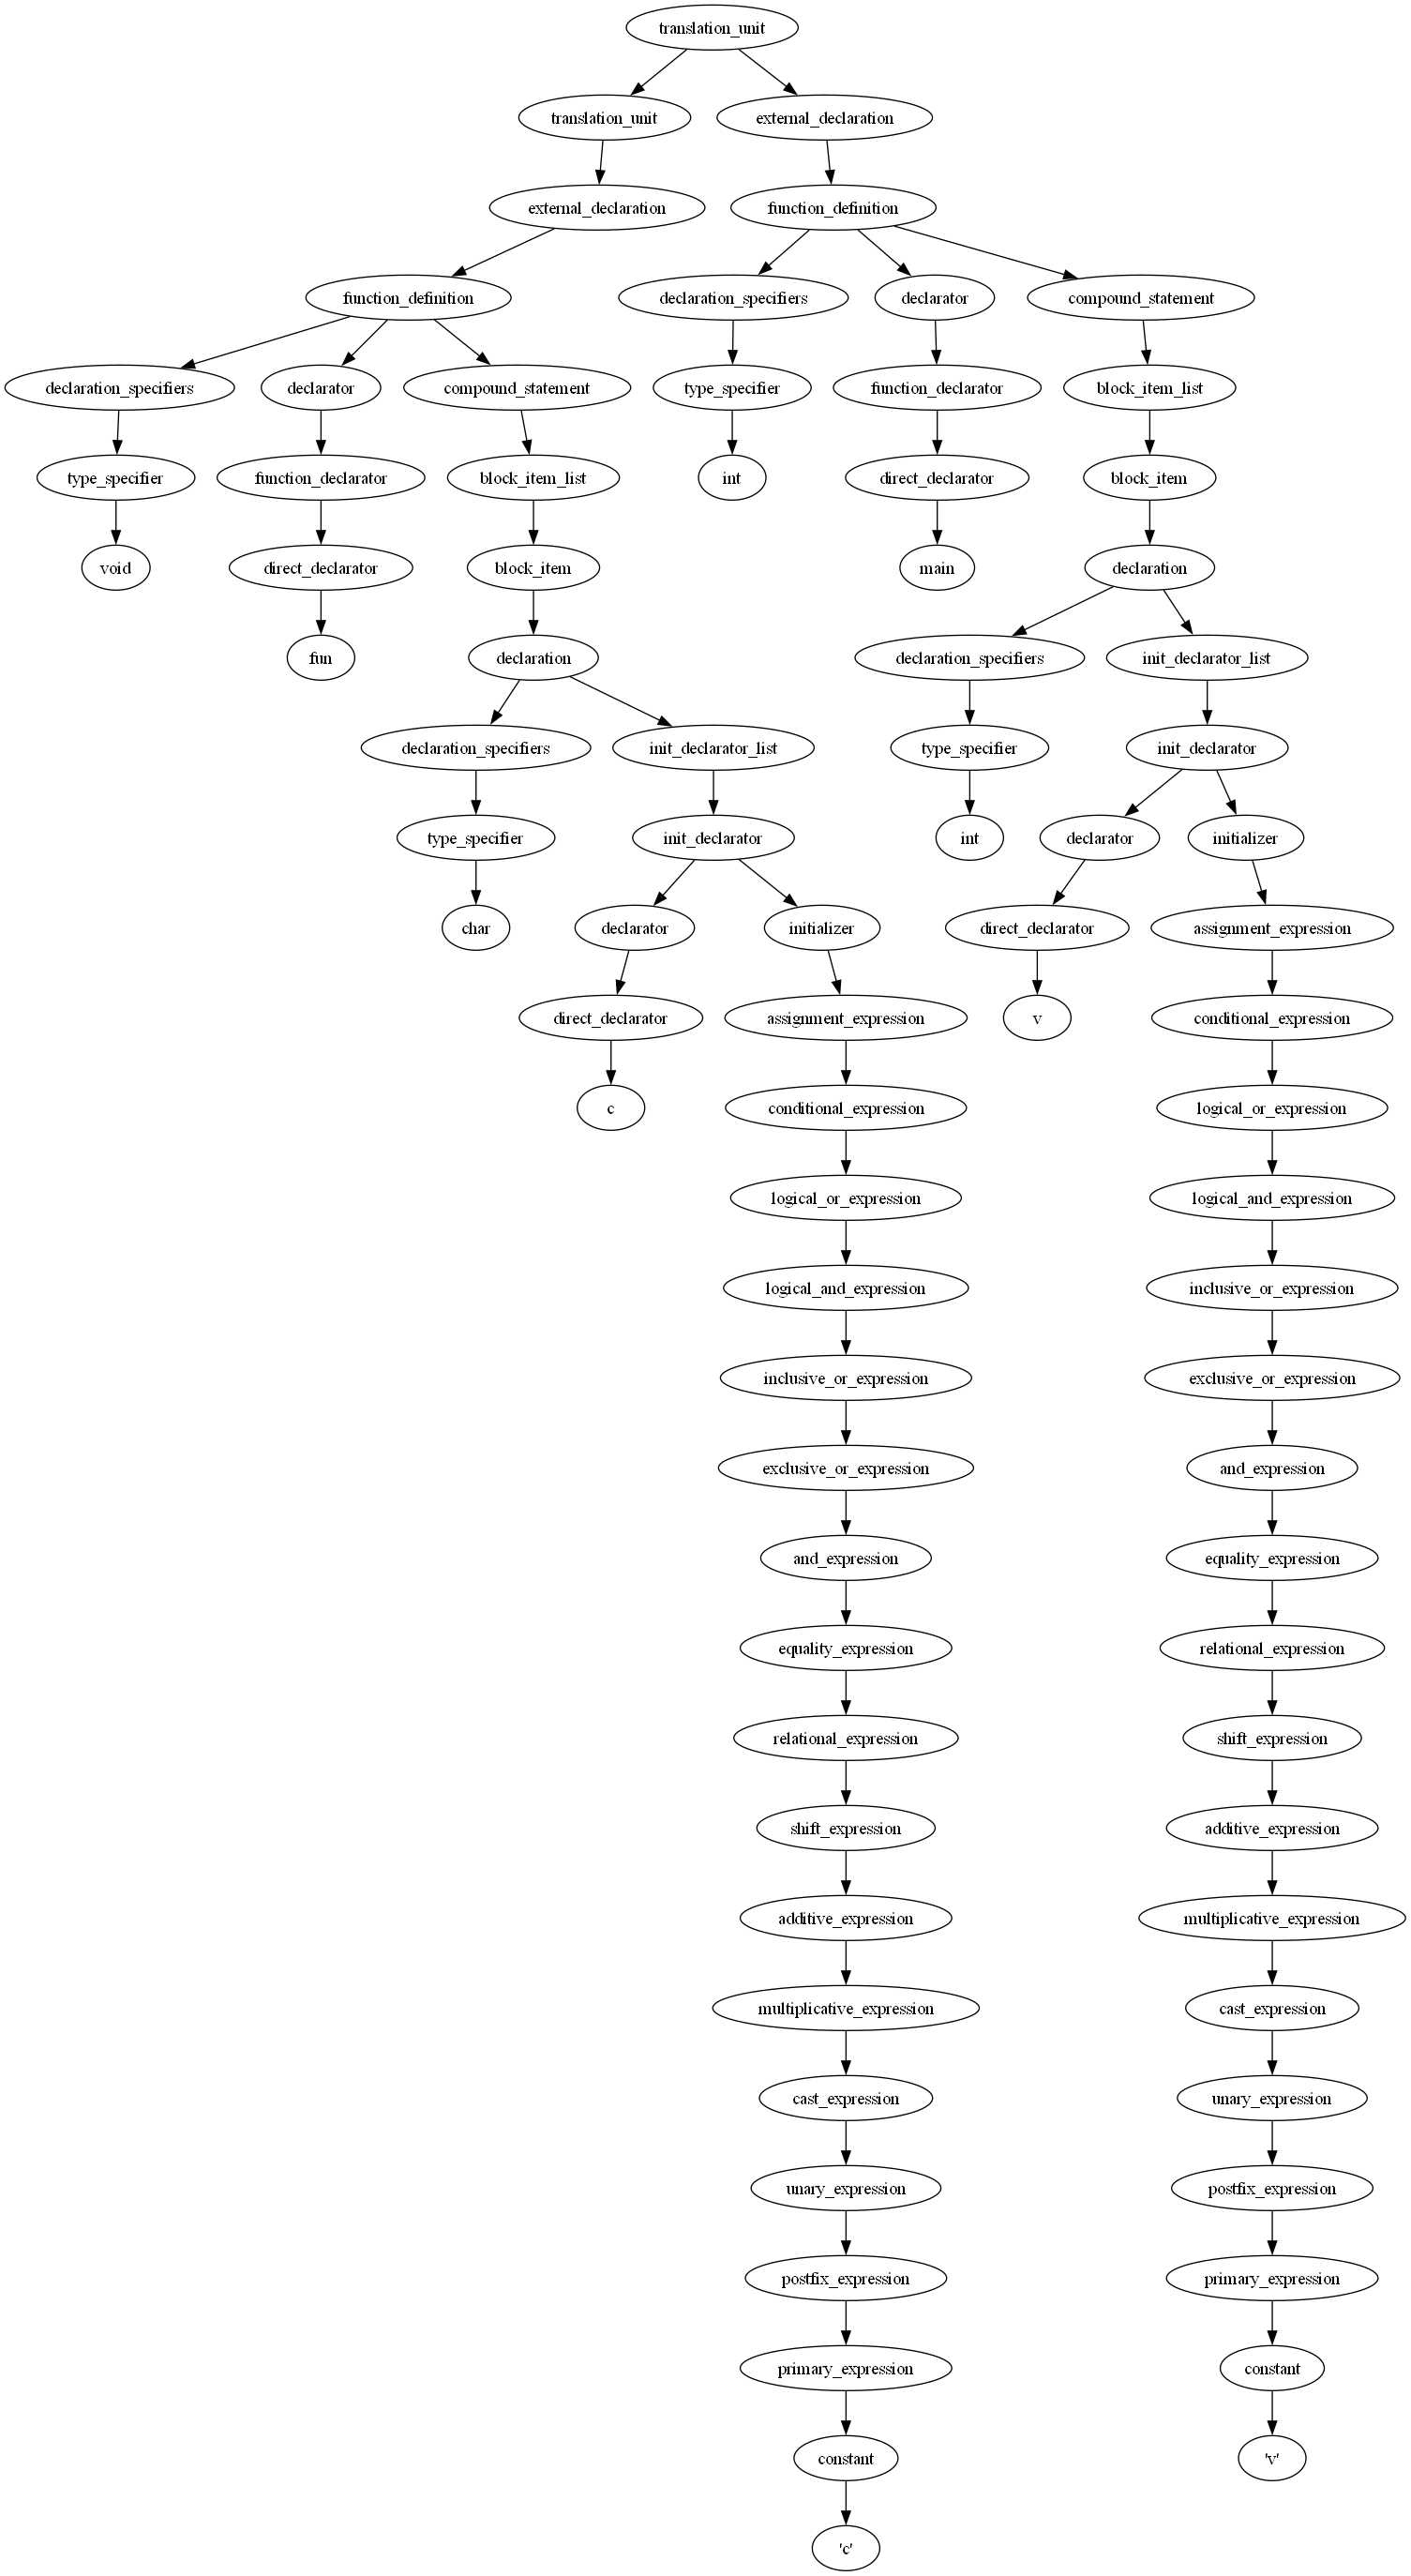 translation_unit
translation_unit external_declaration
external_declaration function_definition
function_definition declaration_specifiers declarator compound_statement
declaration_specifiers declarator compound_statement type_specifier function_declarator block_item_list
type_specifier function_declarator block_item_list int direct_declarator block_item
void direct_declarator block_item main declaration
fun declaration declaration_specifiers init_declarator_list
declaration_specifiers init_declarator_list type_specifier init_declarator
type_specifier init_declarator int declarator initializer
char declarator initializer direct_declarator assignment_expression
direct_declarator assignment_expression v conditional_expression
c conditional_expression logical_or_expression
logical_or_expression logical_and_expression
logical_and_expression inclusive_or_expression
inclusive_or_expression exclusive_or_expression
exclusive_or_expression and_expression
and_expression equality_expression
equality_expression relational_expression
relational_expression shift_expression
shift_expression additive_expression
additive_expression multiplicative_expression
multiplicative_expression cast_expression
cast_expression unary_expression
unary_expression postfix_expression
postfix_expression primary_expression
primary_expression constant
constant 'v'
'c'